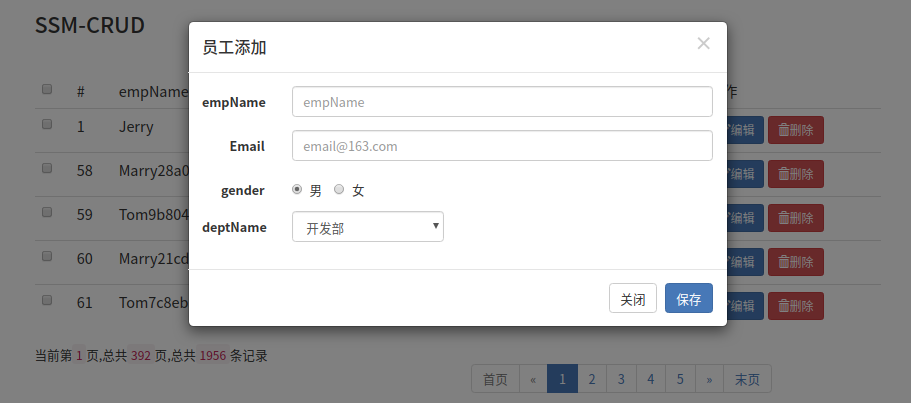 SSM-CRUD
员工添加 ×
# empName 作
empName empName
1 Jerry 编辑 删除
Email email@163.com
58 Marry28a0 编辑 删除
gender 男 女
59 Tom9b804 编辑 删除
deptName 开发部
60 Marry21cd 编辑 删除
关闭 保存
61 Tom7c8eb 编辑 删除
当前第 1 页,总共 392 页,总共 1956 条记录
首页 « 1 2 3 4 5 » 末页